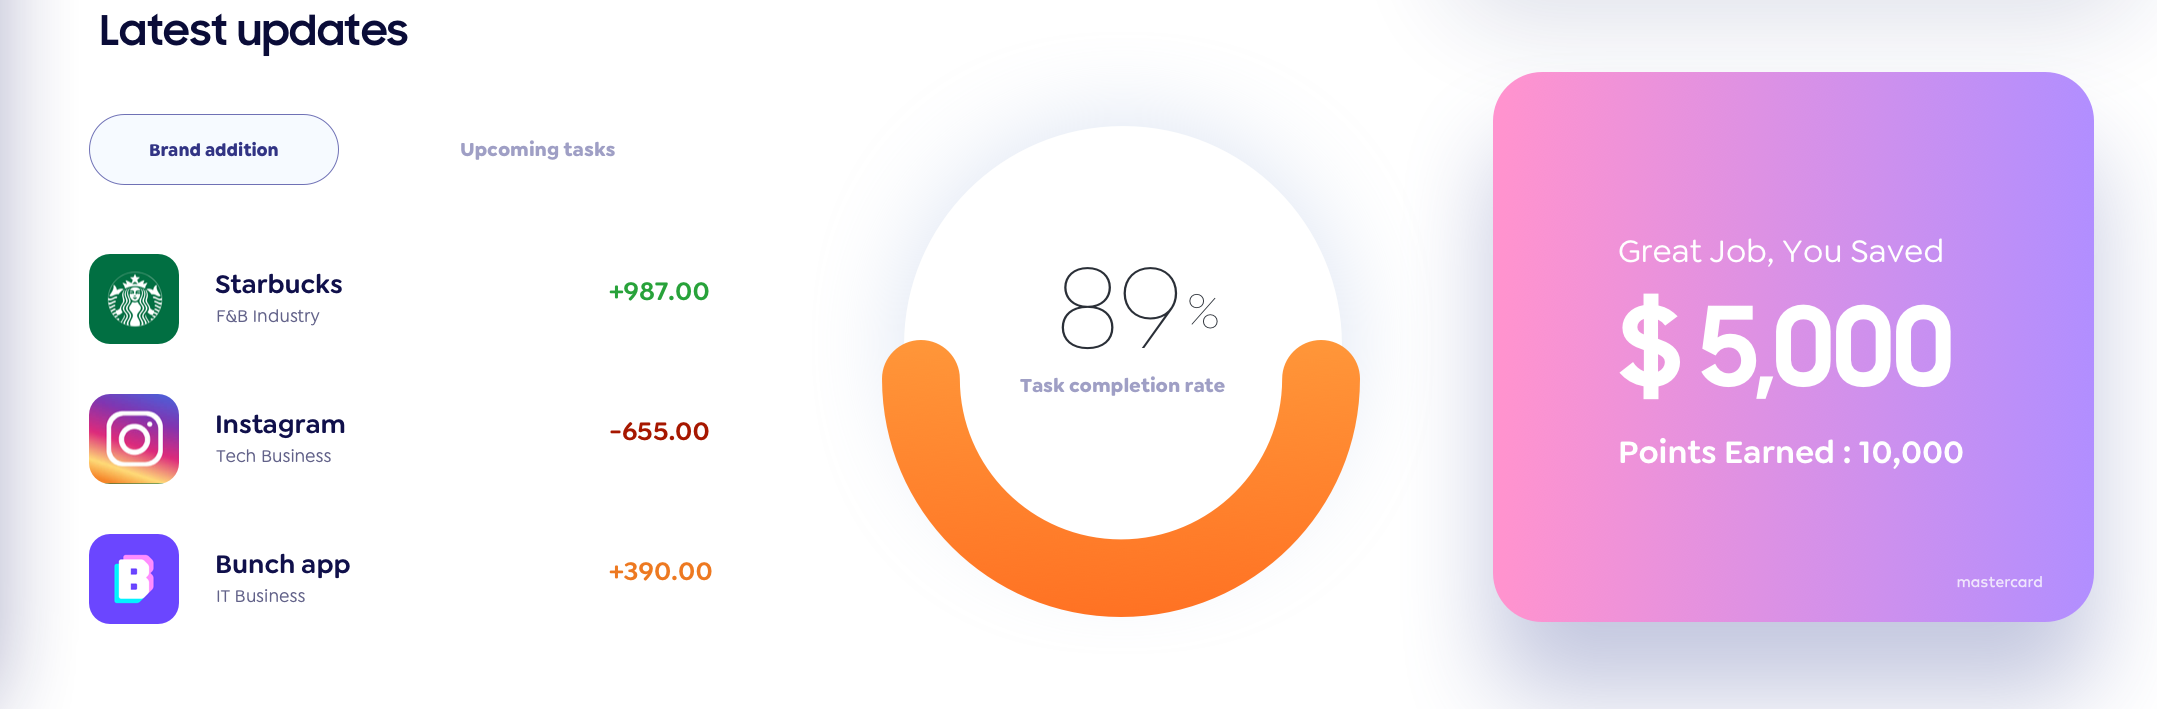 Latest updates
Brand addition
Upcoming tasks
Starbucks
F&B Industry
+987.00
Instagram
Tech Business
-655.00
Bunch app
IT Business
+390.00
89%
Task completion rate
Great Job, You Saved
$ 5,000
Points Earned : 10,000
mastercard